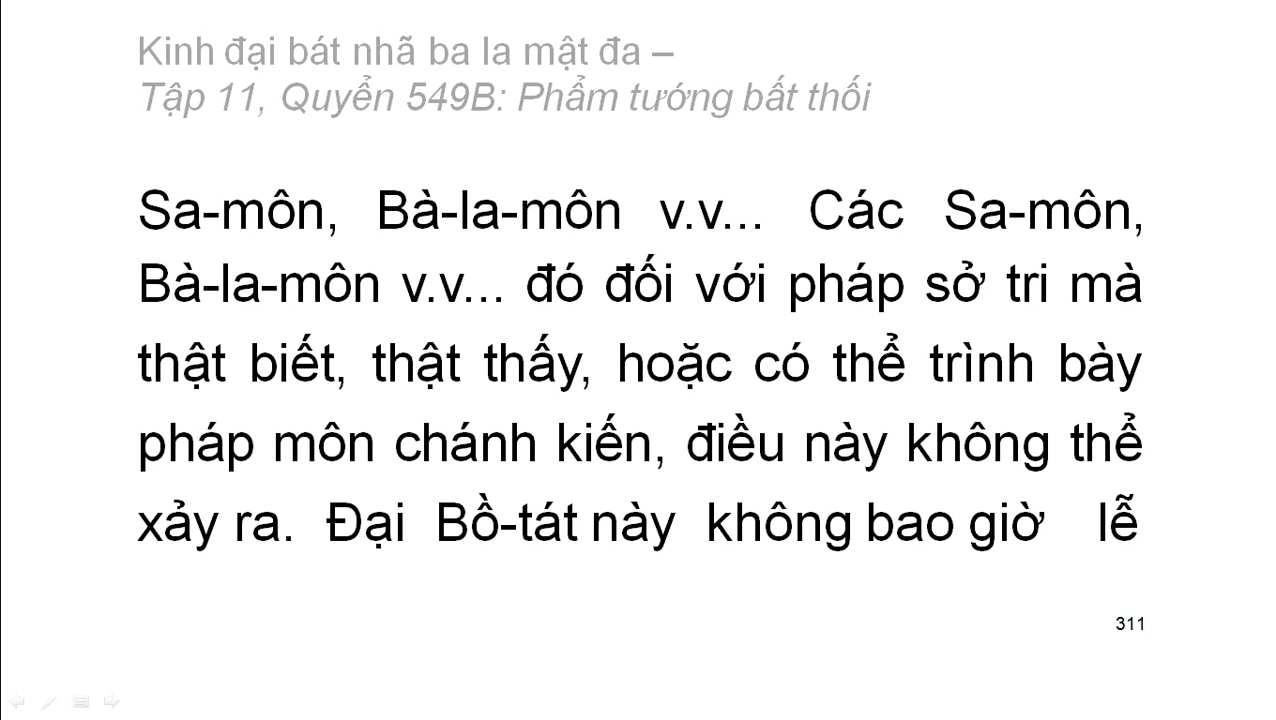 Kinh đại bát nhã ba la mật đa –
Tập 11, Quyển 549B: Phẩm tướng bất thối
Sa-môn, Bà-la-môn v.v... Các Sa-môn,
Bà-la-môn v.v... đó đối với pháp sở tri mà
thật biết, thật thấy, hoặc có thể trình bày
pháp môn chánh kiến, điều này không thể
xảy ra. Đại Bồ-tát này không bao giờ lễ
311